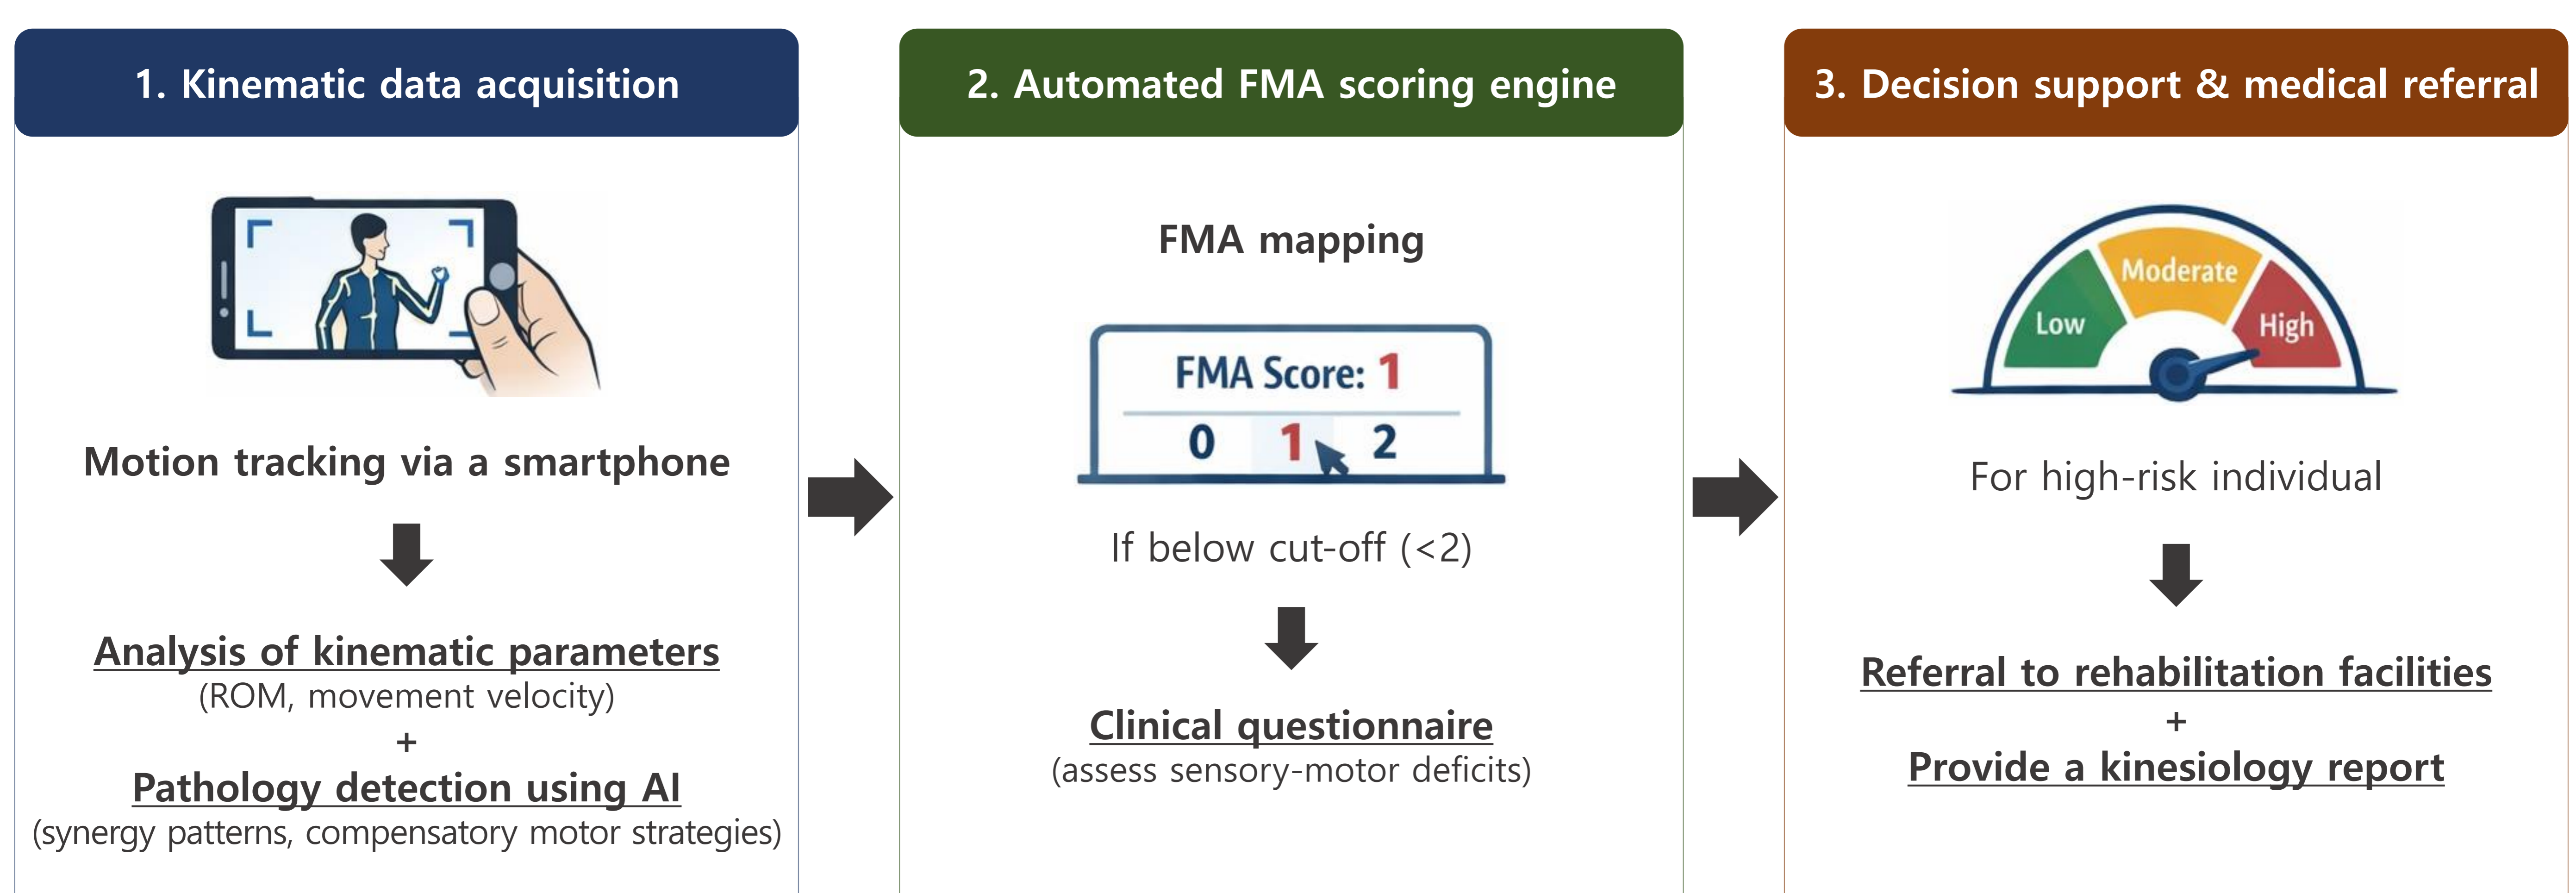 1. Kinematic data acquisition
Motion tracking via a smartphone
Analysis of kinematic parameters
(ROM, movement velocity)
+
Pathology detection using AI
(synergy patterns, compensatory motor strategies)
2. Automated FMA scoring engine
FMA mapping
FMA Score: 1
0 1 2
If below cut-off (<2)
Clinical questionnaire
(assess sensory-motor deficits)
3. Decision support & medical referral
Low Moderate High
For high-risk individual
Referral to rehabilitation facilities
+
Provide a kinesiology report